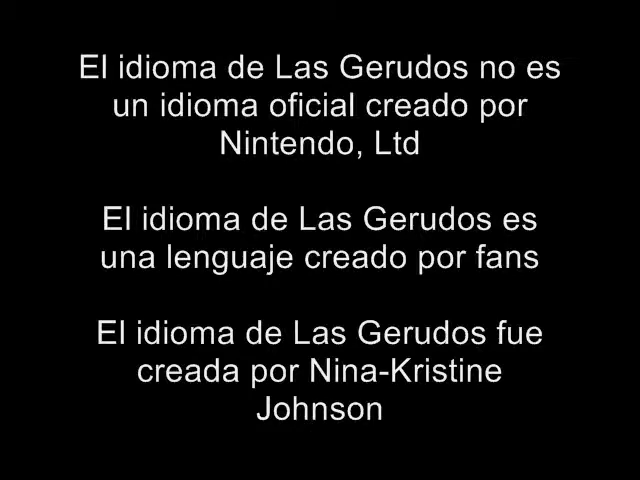 El idioma de Las Gerudos no es
un idioma oficial creado por
Nintendo, Ltd
El idioma de Las Gerudos es
una lenguaje creado por fans
El idioma de Las Gerudos fue
creada por Nina-Kristine
Johnson